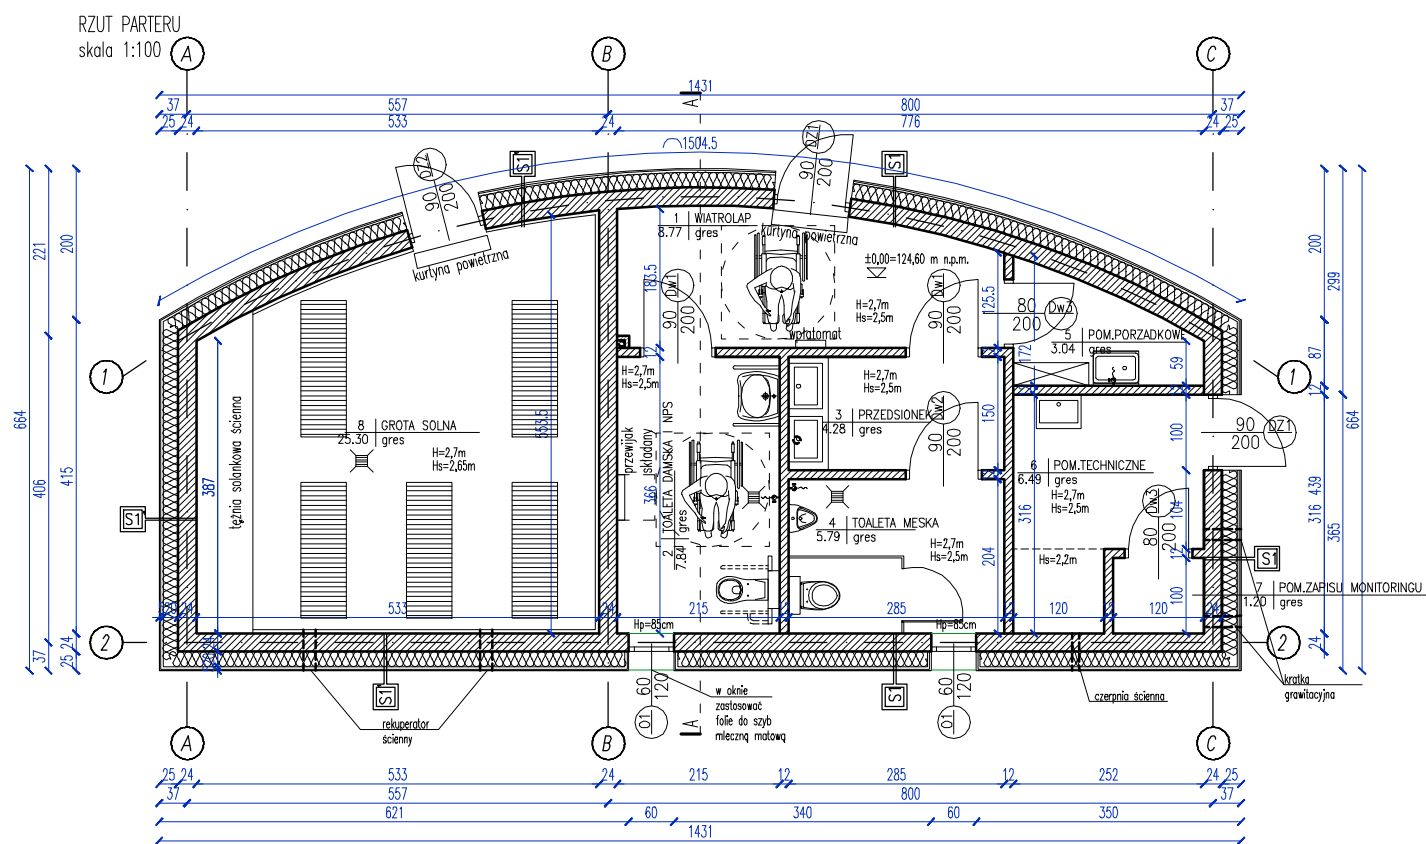 RZUT PARTERU
skala 1:100
A
B
C
1431
A
37
557
800
37
25
24
533
24
776
24
25
1504.5
S1
DZ2
90
200
DZ1
90
200
S1
kurtyna powietrzna
kurtyna powietrzna
1 WIATROLAP
8.77 gres
±0,00=124,60 m n.p.m.
H=2,7m
Hs=2,5m
wpłatomat
183.5
Dw1
90
200
Dw1
90
200
125.5
80
200
Dw3
172
5 POM.PORZADKOWE
3.04 gres
59
221
200
664
406
415
37
24
25
200
299
87
12
664
316
439
365
24
1
1
2
2
tężnia solankowa ścienna
387
8 GROTA SOLNA
25.30 gres
H=2,7m
Hs=2,65m
553.5
12
H=2,7m
Hs=2,5m
przewijak
składany
366
2 TOALETA DAMSKA NPS
7.84 gres
H=2,7m
Hs=2,5m
3 PRZEDSIONEK
4.28 gres
Dw2
90
200
150
4 TOALETA MESKA
5.79 gres
H=2,7m
Hs=2,5m
204
6 POM.TECHNICZNE
6.49 gres
H=2,7m
Hs=2,5m
316
Hs=2,2m
100
104
12
100
Dw3
80
200
90
200
DZ1
S1
S1
7 POM.ZAPISU MONITORINGU
1.20 gres
24
533
24
215
285
120
120
24
Hp=85cm
Hp=85cm
S1
S1
rekuperator
ścienny
60
120
O1
w oknie
zastosować
folie do szyb
mleczną matową
A
60
120
O1
czerpnia ścienna
kratka
grawitacyjna
A
B
C
25
24
533
24
215
12
285
12
252
24
25
37
557
800
37
621
60
340
60
350
1431